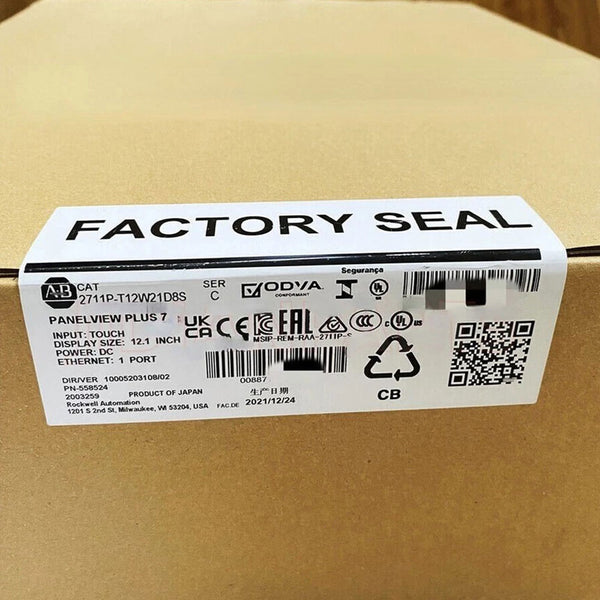 FACTORY SEAL
A-B
CAT
2711P-T12W21D8S
SER
C
ODVA
CONFORMANT
Segurança
PANELVIEW PLUS 7
INPUT: TOUCH
DISPLAY SIZE: 12.1 INCH
POWER: DC
ETHERNET: 1 PORT
UK
CA
CE
EAC
MSIP-REM-RAA-2711P-S
DIR/VER 10005203108/02
PN-558524
2003259
PRODUCT OF JAPAN
Rockwell Automation
1201 S 2nd St, Milwaukee, WI 53204, USA
FAC.DE
00887
生产日期
2021/12/24
CB